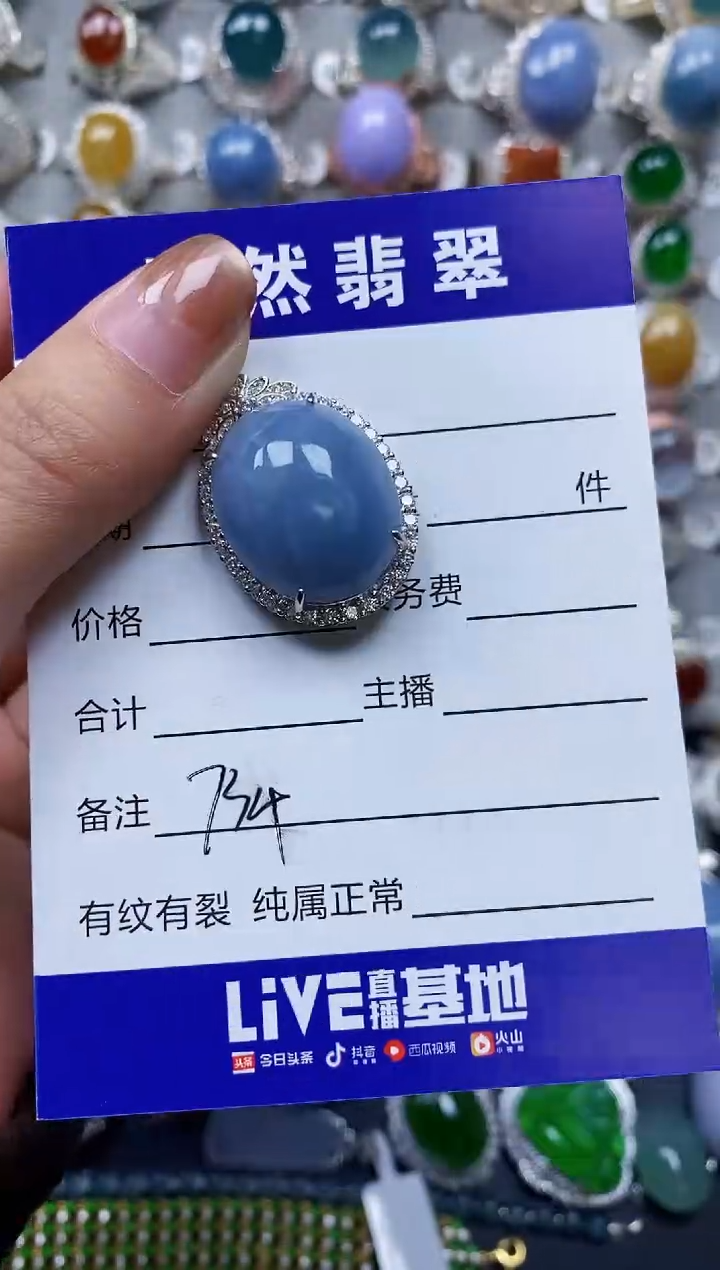 然翡翠
件
期
价格
务费
合计
主播
备注 734
有纹有裂 纯属正常
LiVE直播基地
头条 今日头条 抖音 西瓜视频 火山